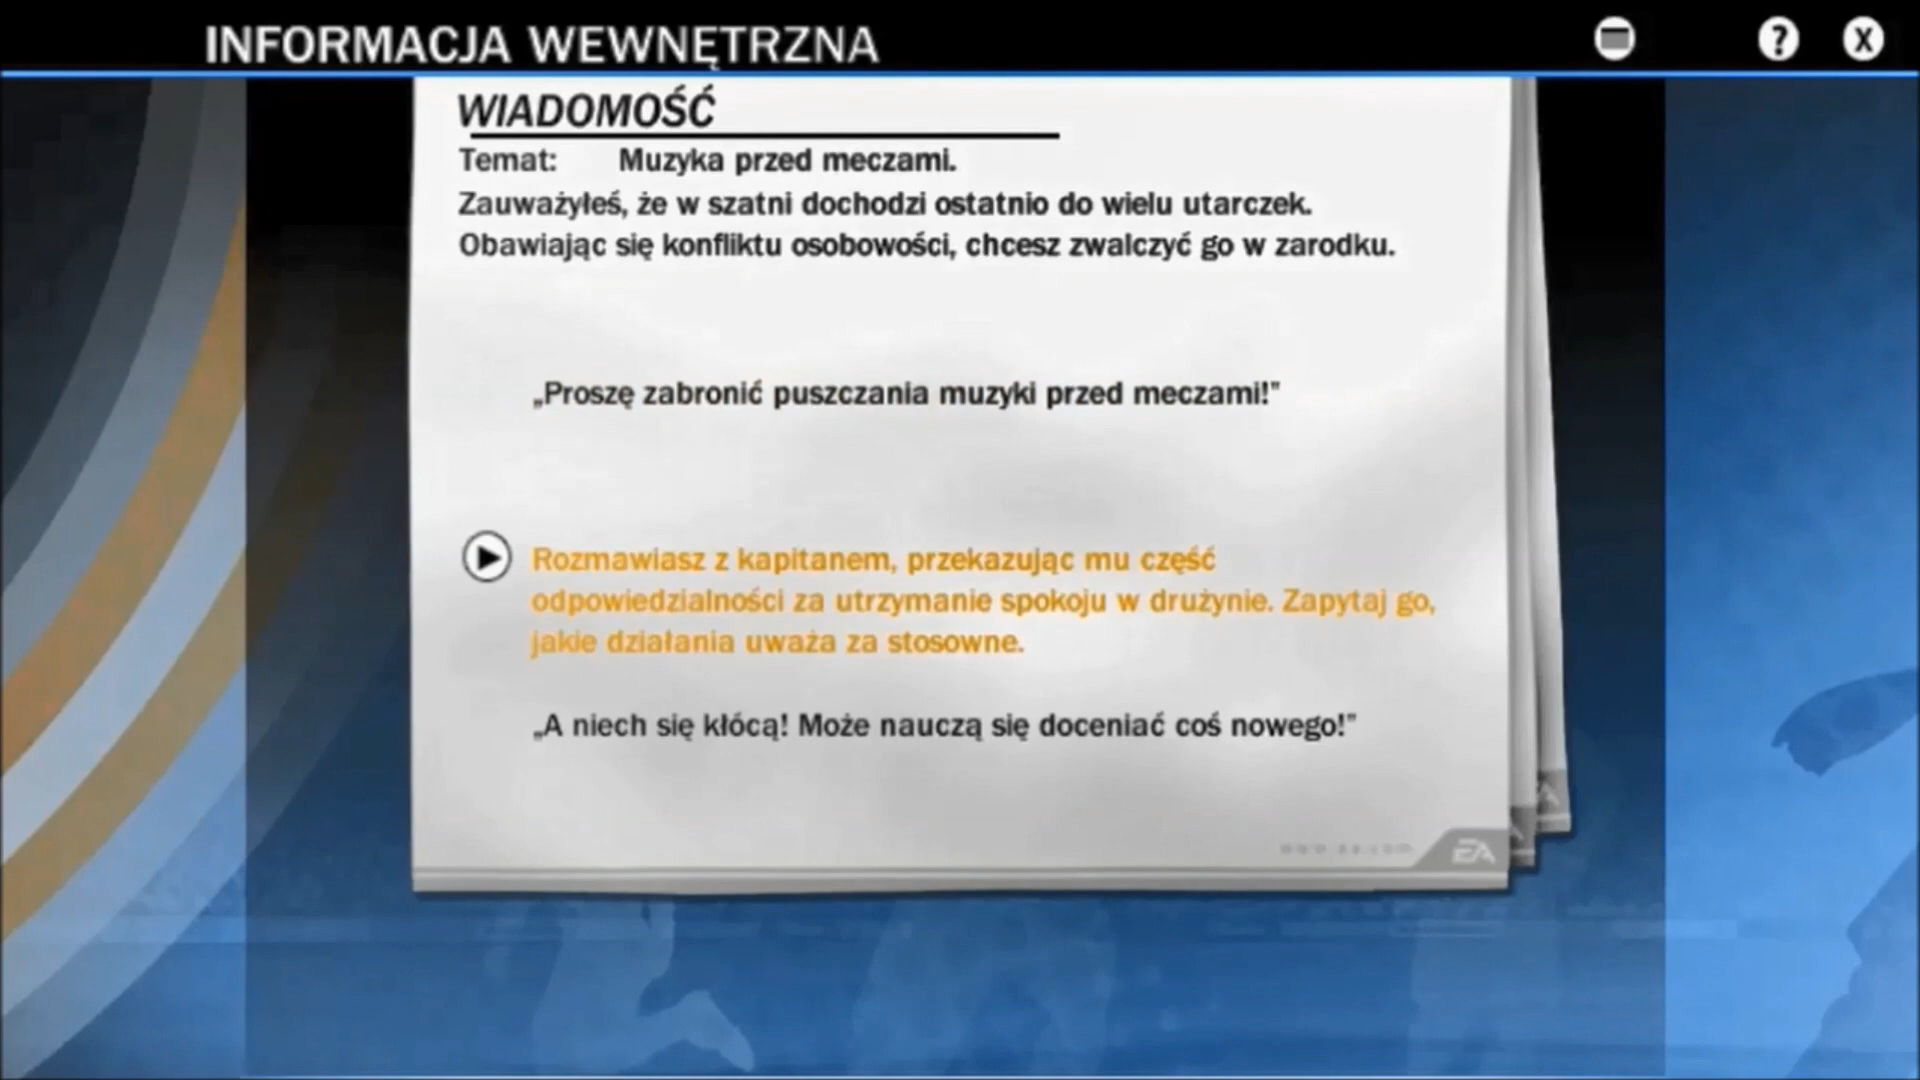 INFORMACJA WEWNĘTRZNA
? X
WIADOMOŚĆ
Temat: Muzyka przed meczami.
Zauważyłeś, że w szatni dochodzi ostatnio do wielu utarczek.
Obawiając się konfliktu osobowości, chcesz zwalczyć go w zarodku.
„Proszę zabronić puszczania muzyki przed meczami!”
Rozmawiasz z kapitanem, przekazując mu część
odpowiedzialności za utrzymanie spokoju w drużynie. Zapytaj go,
jakie działania uważa za stosowne.
„A niech się kłócą! Może nauczą się doceniać coś nowego!”
EA